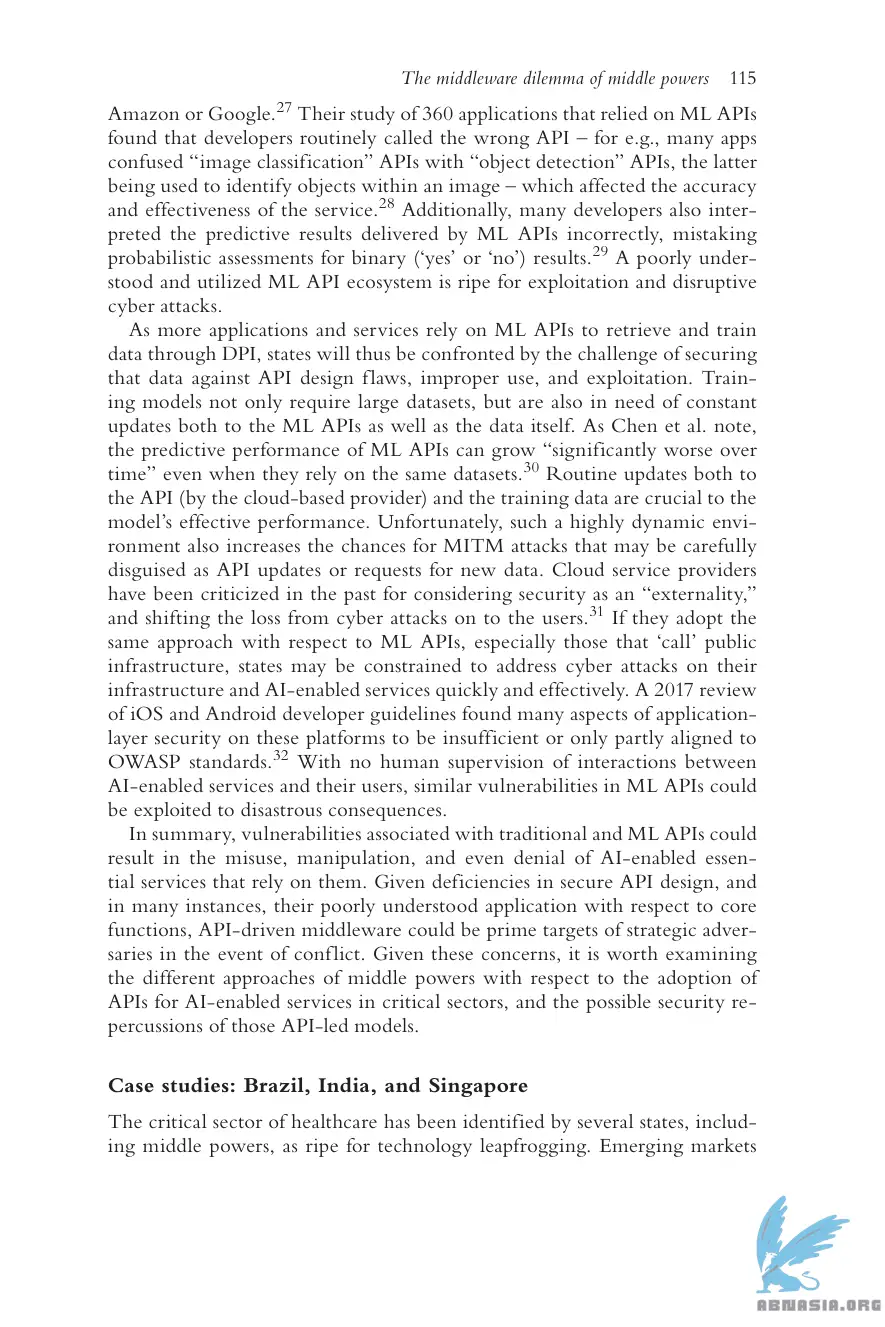 The middleware dilemma of middle powers 115
Amazon or Google.27 Their study of 360 applications that relied on ML APIs
found that developers routinely called the wrong API – for e.g., many apps
confused “image classification” APIs with “object detection” APIs, the latter
being used to identify objects within an image – which affected the accuracy
and effectiveness of the service.28 Additionally, many developers also inter-
preted the predictive results delivered by ML APIs incorrectly, mistaking
probabilistic assessments for binary (‘yes’ or ‘no’) results.29 A poorly under-
stood and utilized ML API ecosystem is ripe for exploitation and disruptive
cyber attacks.
As more applications and services rely on ML APIs to retrieve and train
data through DPI, states will thus be confronted by the challenge of securing
that data against API design flaws, improper use, and exploitation. Train-
ing models not only require large datasets, but are also in need of constant
updates both to the ML APIs as well as the data itself. As Chen et al. note,
the predictive performance of ML APIs can grow “significantly worse over
time” even when they rely on the same datasets.30 Routine updates both to
the API (by the cloud-based provider) and the training data are crucial to the
model’s effective performance. Unfortunately, such a highly dynamic envi-
ronment also increases the chances for MITM attacks that may be carefully
disguised as API updates or requests for new data. Cloud service providers
have been criticized in the past for considering security as an “externality,”
and shifting the loss from cyber attacks on to the users.31 If they adopt the
same approach with respect to ML APIs, especially those that ‘call’ public
infrastructure, states may be constrained to address cyber attacks on their
infrastructure and AI-enabled services quickly and effectively. A 2017 review
of iOS and Android developer guidelines found many aspects of application-
layer security on these platforms to be insufficient or only partly aligned to
OWASP standards.32 With no human supervision of interactions between
AI-enabled services and their users, similar vulnerabilities in ML APIs could
be exploited to disastrous consequences.
In summary, vulnerabilities associated with traditional and ML APIs could
result in the misuse, manipulation, and even denial of AI-enabled essen-
tial services that rely on them. Given deficiencies in secure API design, and
in many instances, their poorly understood application with respect to core
functions, API-driven middleware could be prime targets of strategic adver-
saries in the event of conflict. Given these concerns, it is worth examining
the different approaches of middle powers with respect to the adoption of
APIs for AI-enabled services in critical sectors, and the possible security re-
percussions of those API-led models.
Case studies: Brazil, India, and Singapore
The critical sector of healthcare has been identified by several states, includ-
ing middle powers, as ripe for technology leapfrogging. Emerging markets
ABNASIA.ORG